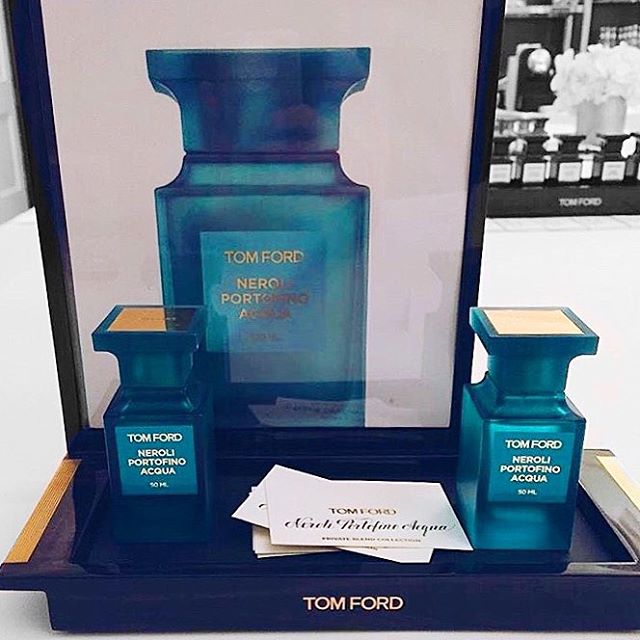 TOM FORD
NEROLI
PORTOFINO
ACQUA
TOM FORD
TOM FORD
NEROLI
PORTOFINO
ACQUA
50 ML
TOM FORD
NEROLI
PORTOFINO
ACQUA
50 ML
TOM FORD
Neroli Portofino Acqua
PRIVATE BLEND COLLECTION
TOM FORD